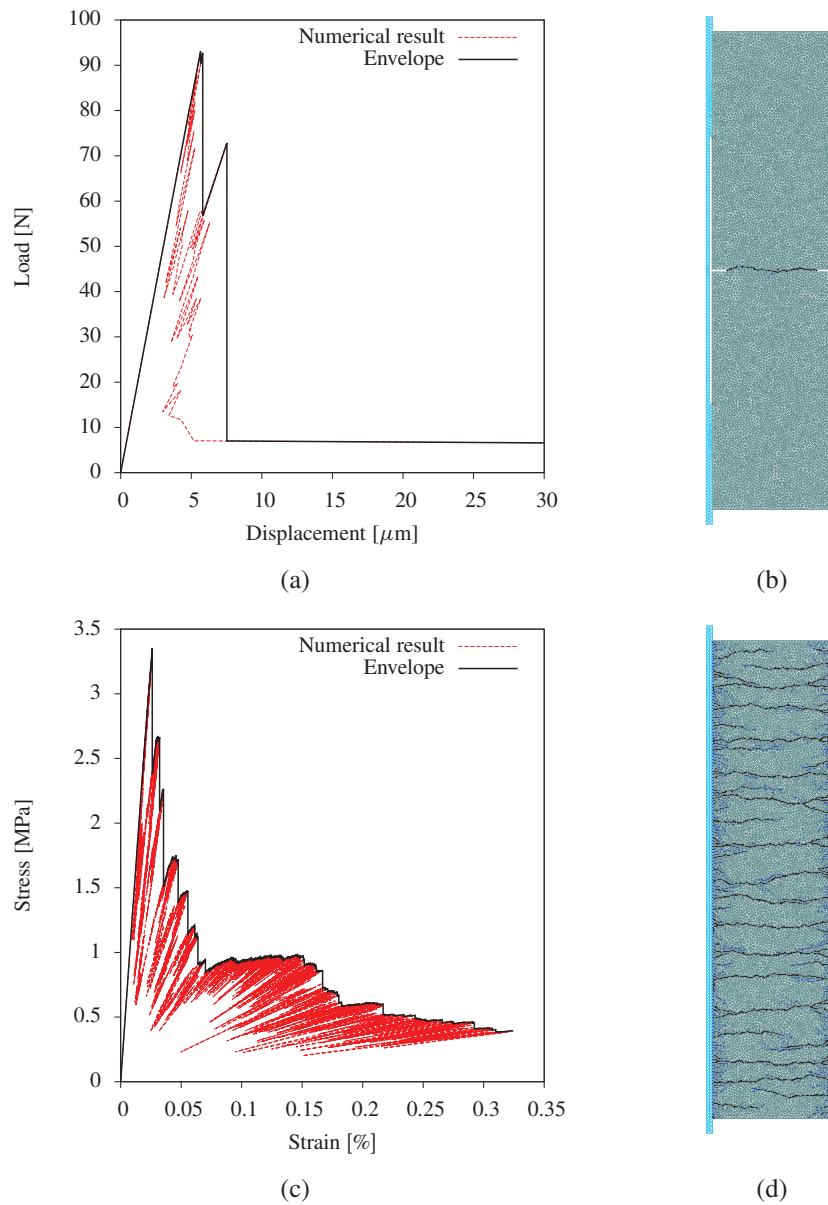 100
90
80
70
60
50
40
30
20
10
0
Load [N]
Numerical result
Envelope
0 5 10 15 20 25 30
Displacement [μm]
(a)
(b)
3.5
3
2.5
2
1.5
1
0.5
0
Stress [MPa]
Numerical result
Envelope
0 0.05 0.1 0.15 0.2 0.25 0.3 0.35
Strain [%]
(c)
(d)